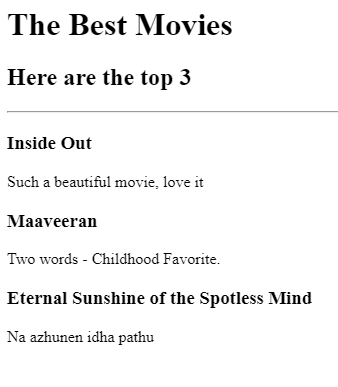 The Best Movies
Here are the top 3
Inside Out
Such a beautiful movie, love it
Maaveeran
Two words - Childhood Favorite.
Eternal Sunshine of the Spotless Mind
Na azhunen idha pathu